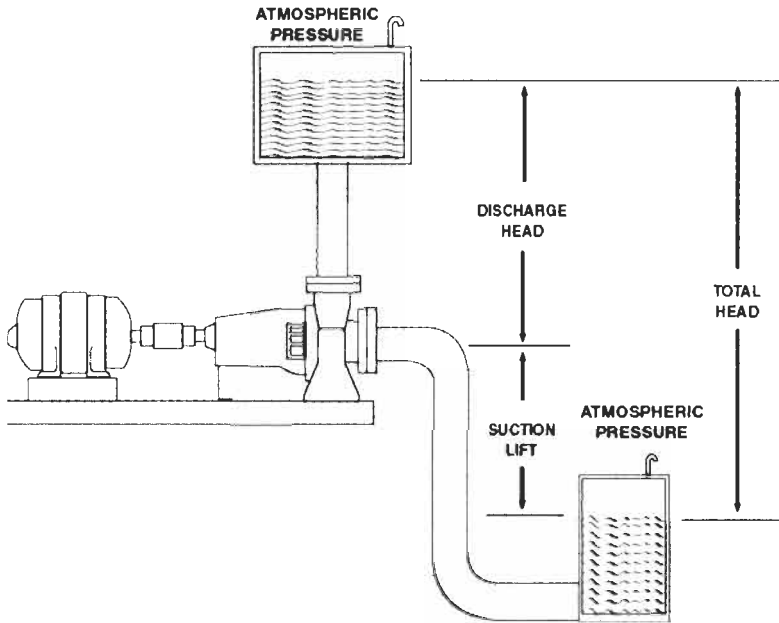 ATMOSPHERIC
PRESSURE
DISCHARGE
HEAD
TOTAL
HEAD
SUCTION
LIFT
ATMOSPHERIC
PRESSURE